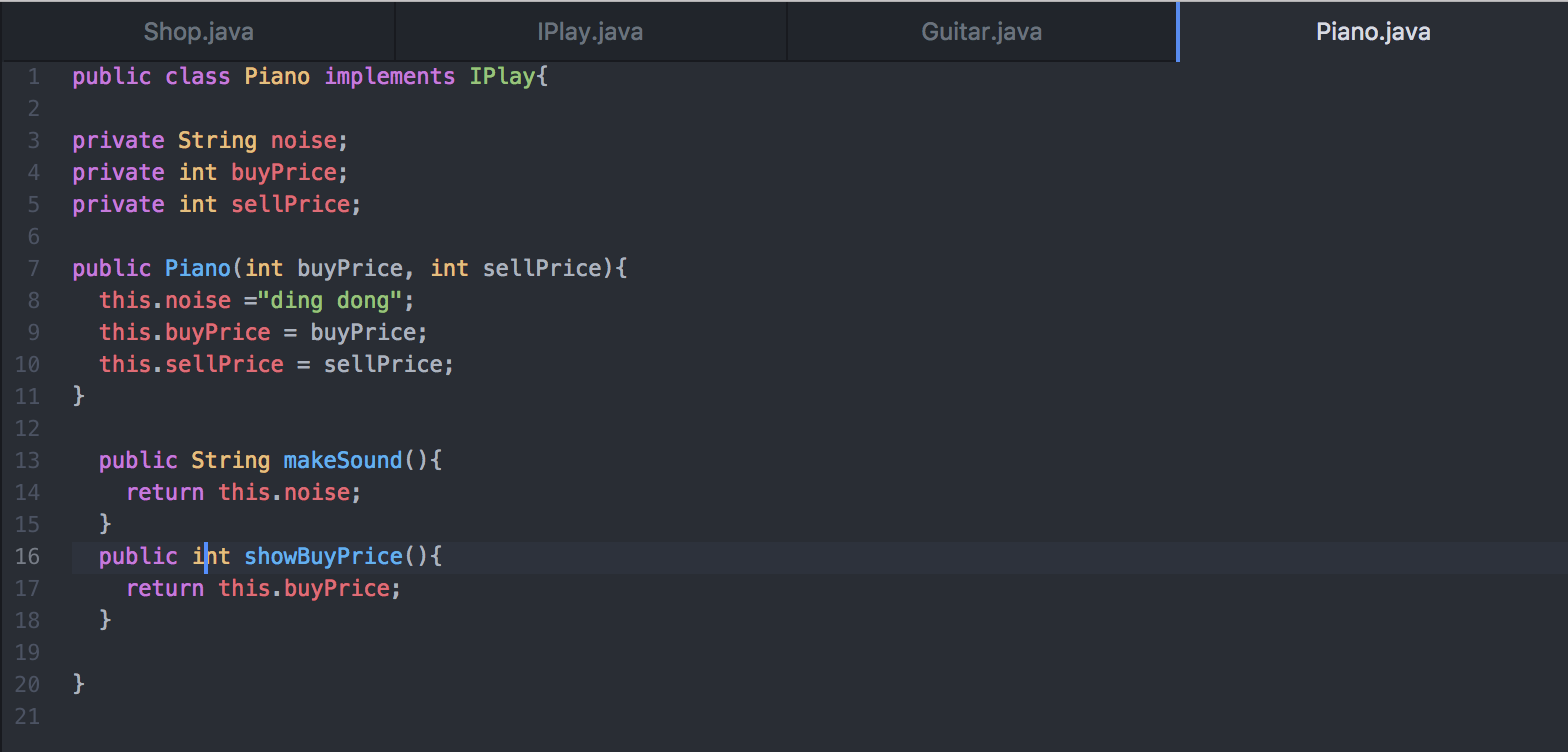 Shop.java IPlay.java Guitar.java Piano.java
1 public class Piano implements IPlay{
2
3 private String noise;
4 private int buyPrice;
5 private int sellPrice;
6
7 public Piano(int buyPrice, int sellPrice){
8   this.noise ="ding dong";
9   this.buyPrice = buyPrice;
10   this.sellPrice = sellPrice;
11 }
12
13   public String makeSound(){
14     return this.noise;
15   }
16   public int showBuyPrice(){
17     return this.buyPrice;
18   }
19
20 }
21